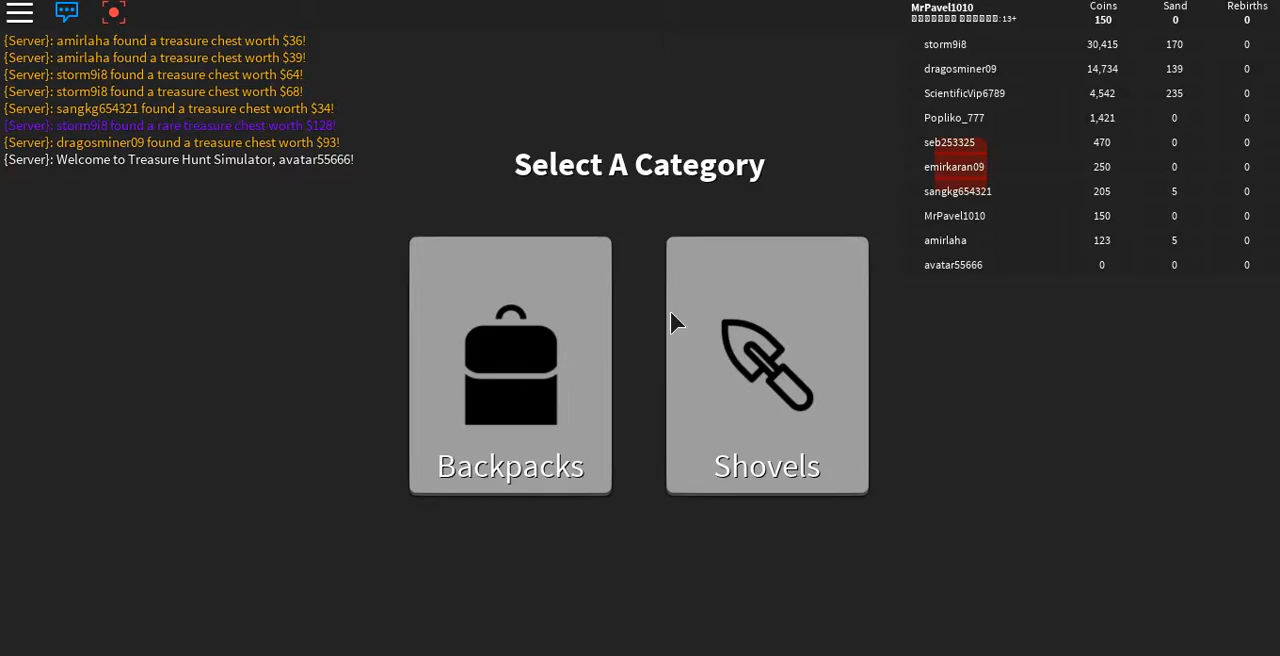 MrPavel1010 Coins Sand Rebirths
13+ 150 0 0
{Server}: amirlaha found a treasure chest worth $36!
{Server}: amirlaha found a treasure chest worth $39!
{Server}: storm9i8 found a treasure chest worth $64!
{Server}: storm9i8 found a treasure chest worth $68!
{Server}: sangkg654321 found a treasure chest worth $34!
{Server}: storm9i8 found a rare treasure chest worth $128!
{Server}: dragosminer09 found a treasure chest worth $93!
{Server}: Welcome to Treasure Hunt Simulator, avatar55666!
storm9i8 30,415 170 0
dragosminer09 14,734 139 0
ScientificVip6789 4,542 235 0
Popliko_777 1,421 0 0
seb253325 470 0 0
emirkaran09 250 0 0
sangkg654321 205 5 0
MrPavel1010 150 0 0
amirlaha 123 5 0
avatar55666 0 0 0
Select A Category
Backpacks
Shovels